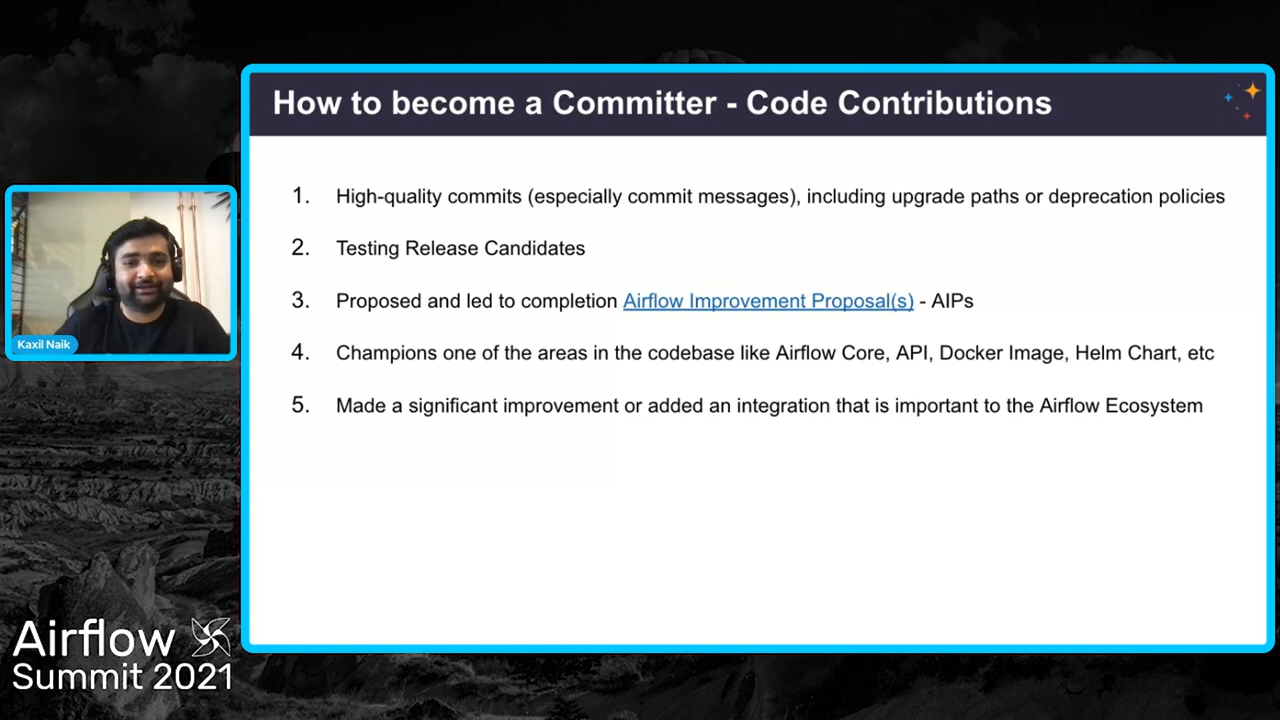 How to become a Committer - Code Contributions
1. High-quality commits (especially commit messages), including upgrade paths or deprecation policies
2. Testing Release Candidates
3. Proposed and led to completion Airflow Improvement Proposal(s) - AIPs
4. Champions one of the areas in the codebase like Airflow Core, API, Docker Image, Helm Chart, etc
5. Made a significant improvement or added an integration that is important to the Airflow Ecosystem
Kaxil Naik
Airflow
Summit 2021